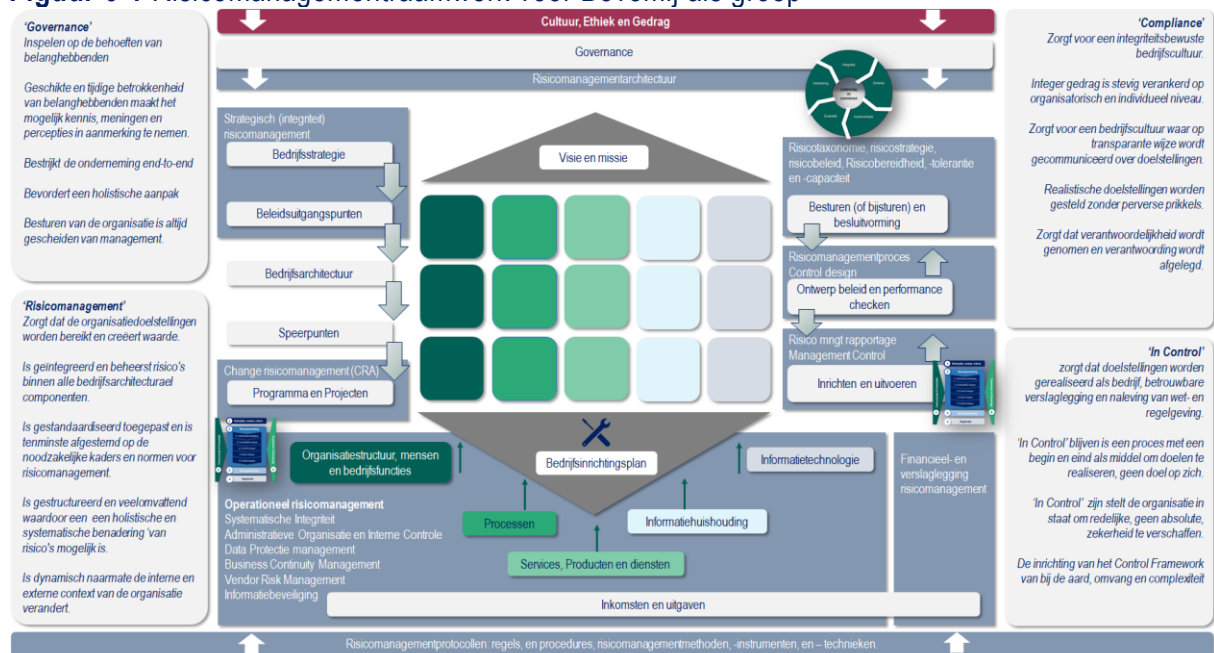 Cultuur, Ethiek en Gedrag
Governance
Risicomanagementarchitectuur
'Governance'
Inspelen op de behoeften van
belanghebbenden
Geschikte en tijdige betrokkenheid
van belanghebbenden maakt het
mogelijk kennis, meningen en
percepties in aanmerking te nemen.
Bestrijkt de onderneming end-to-end
Bevordert een holistische aanpak
Besturen van de organisatie is altijd
gescheiden van management.
'Risicomanagement'
Zorgt dat de organisatiedoelstellingen
worden bereikt en creëert waarde.
Is geïntegreerd en beheerst risico's
binnen alle bedrijfsarchitecturael
componenten.
Is gestandaardiseerd toegepast en is
tenminste afgestemd op de
noodzakelijke kaders en normen voor
risicomanagement.
Is gestructureerd en veelomvattend
waardoor een een holistische en
systematische benadering 'van
risico's mogelijk is.
Is dynamisch naarmate de interne en
externe context van de organisatie
verandert.
Strategisch (integriteit)
risicomanagement
Bedrijfsstrategie
Beleidsuitgangspunten
Bedrijfsarchitectuur
Speerpunten
Change risicomanagement (CRA)
Programma en Projecten
Visie en missie
Bedrijfsinrichtingsplan
Organisatiestructuur, mensen
en bedrijfsfuncties
Processen
Services, Producten en diensten
Informatiehuishouding
Informatietechnologie
Operationeel risicomanagement
Systematische Integriteit
Administratieve Organisatie en Interne Controle
Data Protectie management
Business Continuity Management
Vendor Risk Management
Informatiebeveiliging
Inkomsten en uitgaven
Financieel- en
verslaglegging
risicomanagement
Risicotaxonomie, risicostrategie,
risicobeleid, Risicobereidheid, -tolerantie
en -capaciteit
Besturen (of bijsturen) en
besluitvorming
Risicomanagementproces
Control design
Ontwerp beleid en performance
checken
Risico mngt rapportage
Management Control
Inrichten en uitvoeren
'Compliance'
Zorgt voor een integriteitsbewuste
bedrijfscultuur.
Integer gedrag is stevig verankerd op
organisatorisch en individueel niveau.
Zorgt voor een bedrijfscultuur waar op
transparante wijze wordt
gecommuniceerd over doelstellingen.
Realistische doelstellingen worden
gesteld zonder perverse prikkels.
Zorgt dat verantwoordelijkheid wordt
genomen en verantwoording wordt
afgelegd.
'In Control'
zorgt dat doelstellingen worden
gerealiseerd als bedrijf, betrouwbare
verslaglegging en naleving van wet- en
regelgeving.
'In Control' blijven is een proces met een
begin en eind als middel om doelen te
realiseren, geen doel op zich.
'In Control' zijn stelt de organisatie in
staat om redelijke, geen absolute,
zekerheid te verschaffen.
De inrichting van het Control Framework
van bij de aard, omvang en complexiteit
Risicomanagementprotocollen: regels, en procedures, risicomanagementmethoden, -instrumenten, en – technieken.